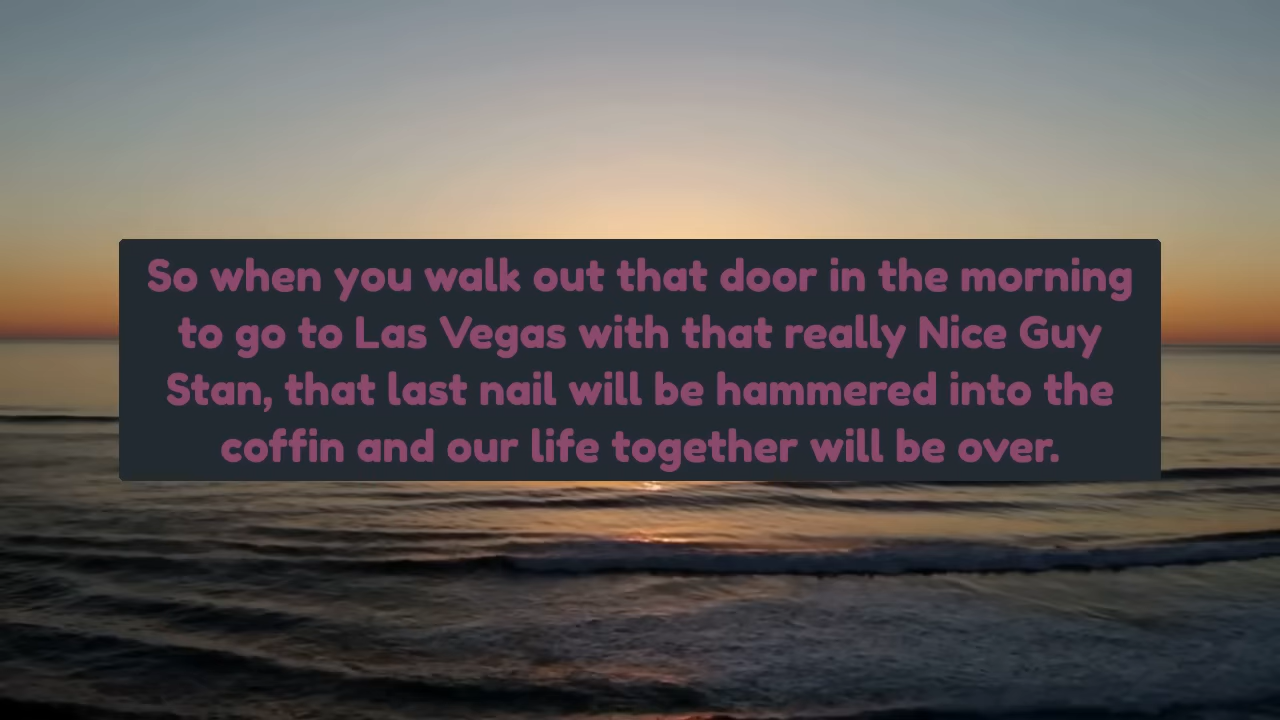 So when you walk out that door in the morning
to go to Las Vegas with that really Nice Guy
Stan, that last nail will be hammered into the
coffin and our life together will be over.